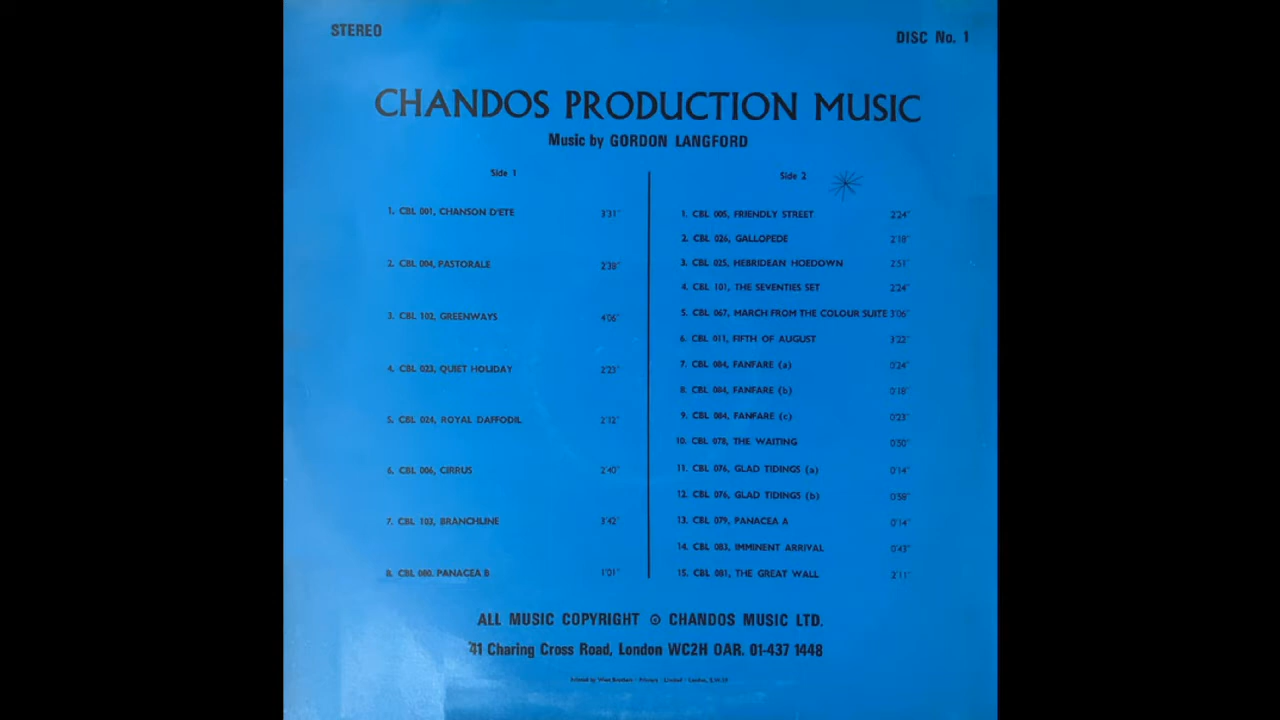 STEREO
DISC No. 1
CHANDOS PRODUCTION MUSIC
Music by GORDON LANGFORD
Side 1
1. CBL 001, CHANSON D'ETE 3'31"
2. CBL 004, PASTORALE 2'38"
3. CBL 102, GREENWAYS 4'06"
4. CBL 023, QUIET HOLIDAY 2'23"
5. CBL 024, ROYAL DAFFODIL 2'12"
6. CBL 006, CIRRUS 2'40"
7. CBL 103, BRANCHLINE 3'42"
8. CBL 080, PANACEA B 1'01"
Side 2
1. CBL 005, FRIENDLY STREET 2'24"
2. CBL 026, GALLOPEDE 2'18"
3. CBL 025, HEBRIDEAN HOEDOWN 2'51"
4. CBL 101, THE SEVENTIES SET 2'24"
5. CBL 067, MARCH FROM THE COLOUR SUITE 3'06"
6. CBL 011, FIFTH OF AUGUST 3'22"
7. CBL 084, FANFARE (a) 0'24"
8. CBL 084, FANFARE (b) 0'18"
9. CBL 084, FANFARE (c) 0'23"
10. CBL 078, THE WAITING 0'50"
11. CBL 076, GLAD TIDINGS (a) 0'14"
12. CBL 076, GLAD TIDINGS (b) 0'58"
13. CBL 079, PANACEA A 0'14"
14. CBL 083, IMMINENT ARRIVAL 0'43"
15. CBL 081, THE GREAT WALL 2'11"
ALL MUSIC COPYRIGHT © CHANDOS MUSIC LTD.
41 Charing Cross Road, London WC2H OAR. 01-437 1448
Printed by Brothers Limited London,